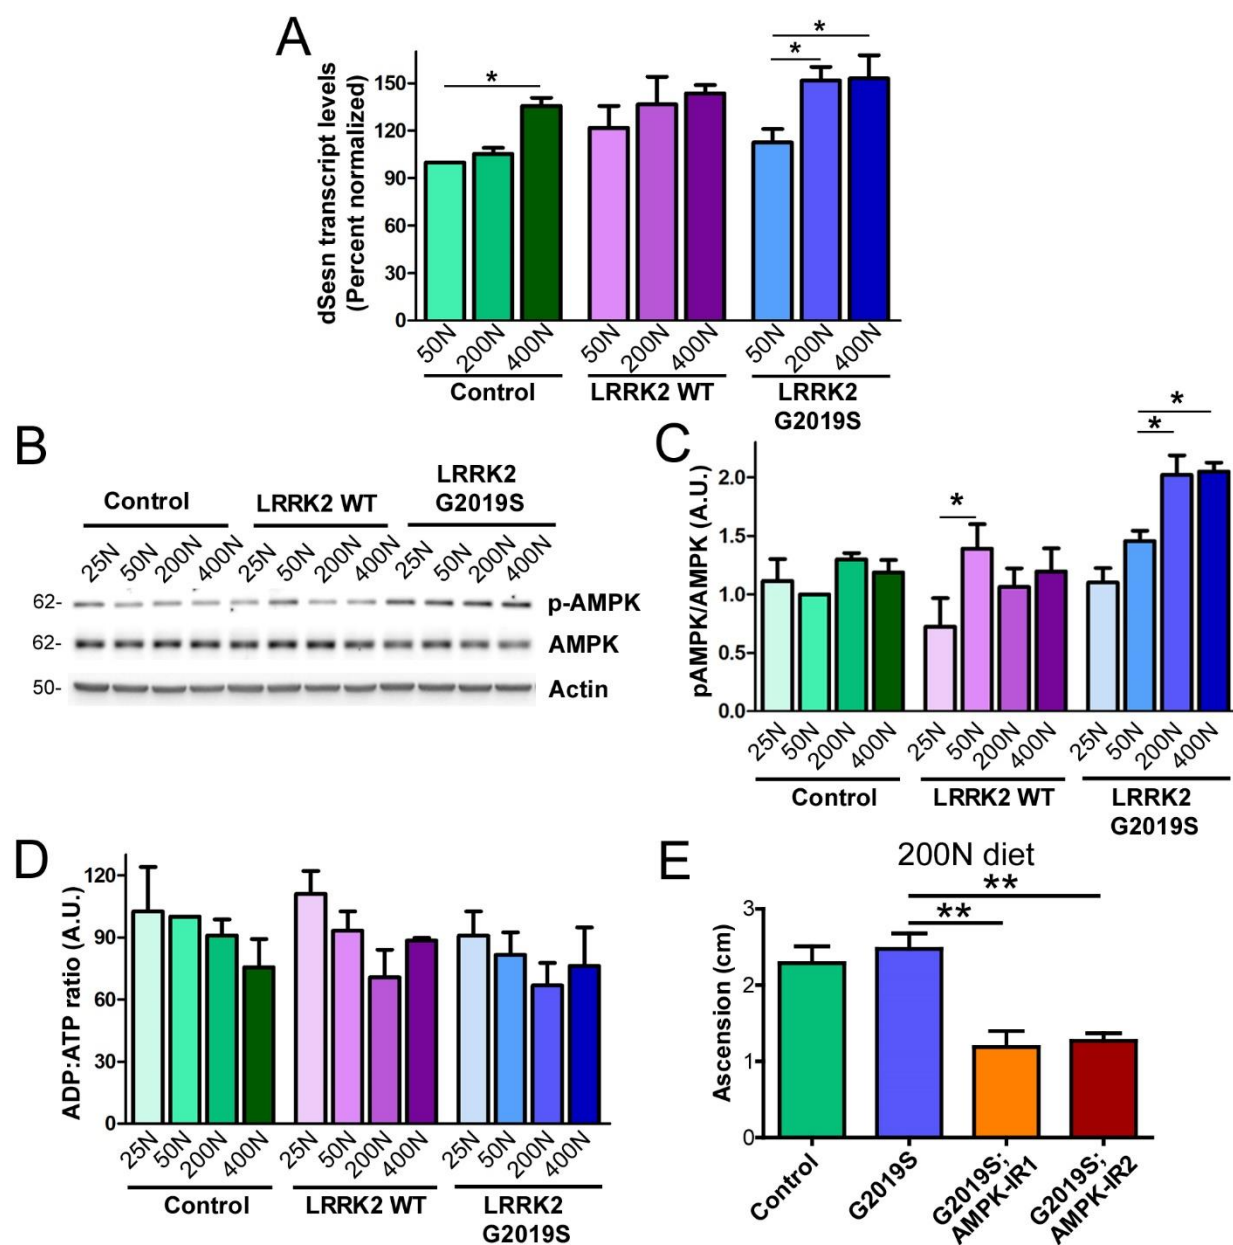 A
dSesn transcript levels
(Percent normalized)
150
120
90
60
30
0
*
*
*
50N 200N 400N 50N 200N 400N 50N 200N 400N
Control LRRK2 WT LRRK2
G2019S
B
Control LRRK2 WT LRRK2
G2019S
25N 50N 200N 400N 25N 50N 200N 400N 25N 50N 200N 400N
62- p-AMPK
62- AMPK
50- Actin
C
pAMPK/AMPK (A.U.)
2.0
1.5
1.0
0.5
0.0
*
*
*
25N 50N 200N 400N 25N 50N 200N 400N 25N 50N 200N 400N
Control LRRK2 WT LRRK2
G2019S
D
ADP:ATP ratio (A.U.)
120
90
60
30
0
25N 50N 200N 400N 25N 50N 200N 400N 25N 50N 200N 400N
Control LRRK2 WT LRRK2
G2019S
E
200N diet
Ascension (cm)
3
2
1
0
**
**
Control
G2019S
G2019S;
AMPK-IR1
G2019S;
AMPK-IR2